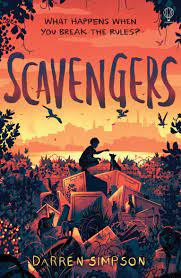 WHAT HAPPENS WHEN
YOU BREAK THE RULES?
SCAVENGERS
DARREN SIMPSON